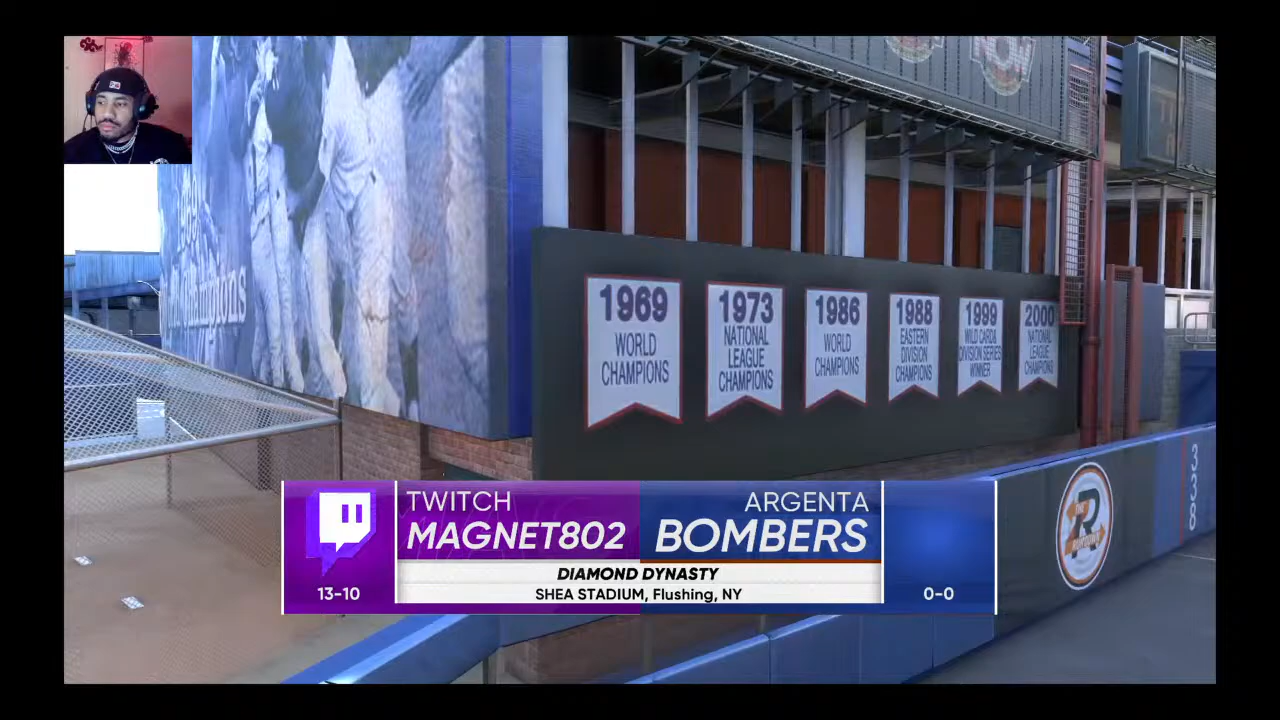 1969
WORLD
CHAMPIONS
1973
NATIONAL
LEAGUE
CHAMPIONS
1986
WORLD
CHAMPIONS
1988
EASTERN
DIVISION
CHAMPIONS
1999
WILD CARD
DIVISION SERIES
WINNER
2000
NATIONAL
LEAGUE
CHAMPIONS
338
TWITCH
MAGNET802
13-10
ARGENTA
BOMBERS
0-0
DIAMOND DYNASTY
SHEA STADIUM, Flushing, NY